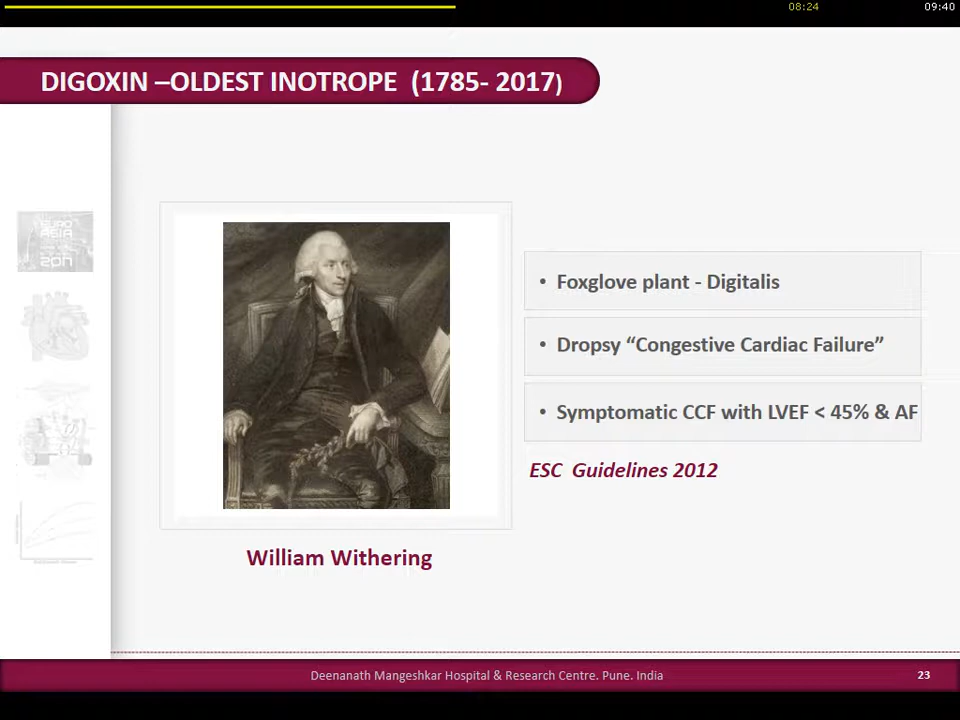 08:24
09:40
DIGOXIN –OLDEST INOTROPE (1785- 2017)
• Foxglove plant - Digitalis
• Dropsy “Congestive Cardiac Failure”
• Symptomatic CCF with LVEF < 45% & AF
ESC Guidelines 2012
William Withering
Deenanath Mangeshkar Hospital & Research Centre. Pune. India
23